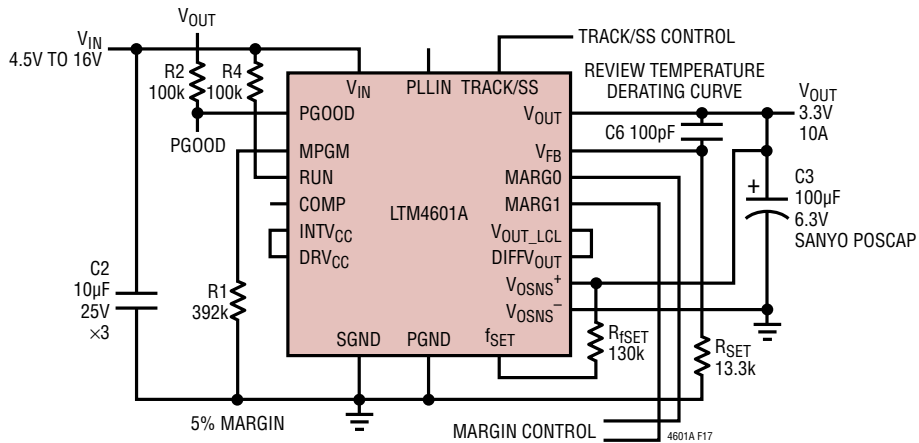 VOUT
VIN
4.5V TO 16V
R2
100k
R4
100k
PGOOD
TRACK/SS CONTROL
REVIEW TEMPERATURE
DERATING CURVE
VIN
PLLIN
TRACK/SS
PGOOD
MPGM
RUN
COMP
INTVCC
DRVCC
LTM4601A
VOUT
VFB
MARG0
MARG1
VOUT_LCL
DIFFVOUT
VOSNS+
VOSNS–
SGND
PGND
fSET
C6 100pF
VOUT
3.3V
10A
+
C3
100µF
6.3V
SANYO POSCAP
C2
10µF
25V
×3
R1
392k
RfSET
130k
RSET
13.3k
5% MARGIN
MARGIN CONTROL
4601A F17